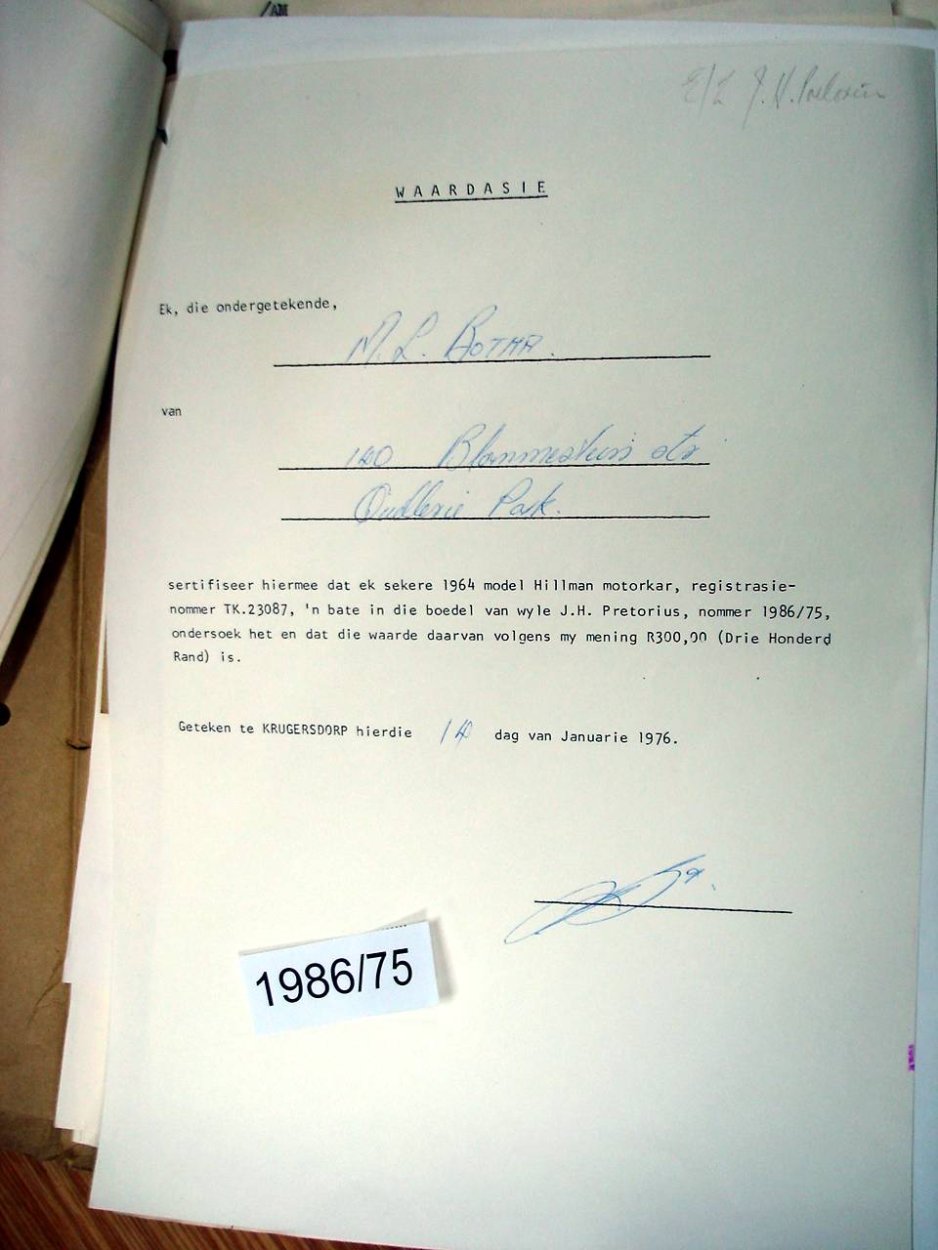 J. H. Pretorius
W A A R D A S I E
Ek, die ondergetekende,
M. L. BOTHA.
van
140 Blommestein str
Park.
sertifiseer hiermee dat ek sekere 1964 model Hillman motorkar, registrasie-
nommer TK.23087, 'n bate in die boedel van wyle J.H. Pretorius, nommer 1986/75,
ondersoek het en dat die waarde daarvan volgens my mening R300,00 (Drie Honderd
Rand) is.
Geteken te KRUGERSDORP hierdie 14 dag van Januarie 1976.
1986/75